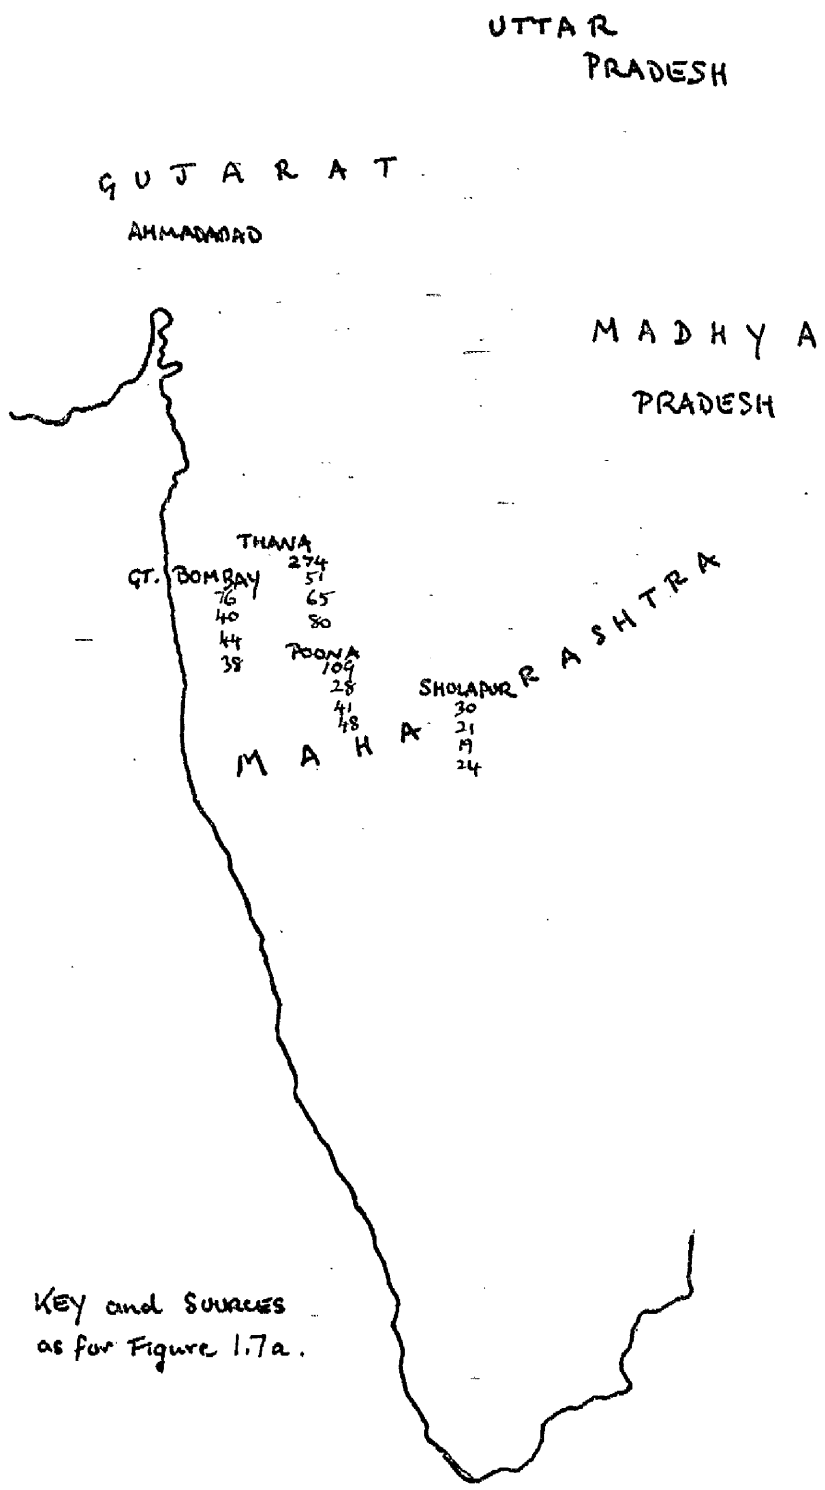 UTTAR
PRADESH
GUJARAT
AHMADABAD
MADHYA
PRADESH
THANA
274
51
65
80
GT. BOMBAY
76
40
44
38
POONA
109
28
41
48
SHOLAPUR
30
21
19
24
MAHARASHTRA
KEY and SOURCES
as for Figure 1.7a.